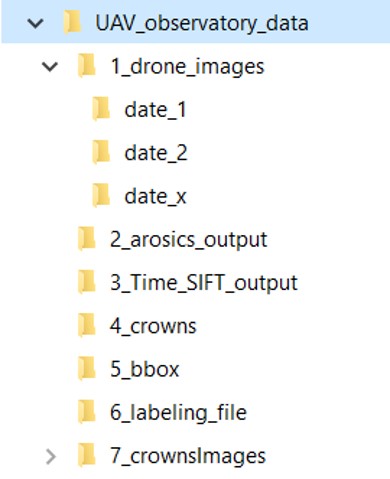 UAV_observatory_data
1_drone_images
date_1
date_2
date_x
2_arosics_output
3_Time_SIFT_output
4_crowns
5_bbox
6_labeling_file
7_crownsImages